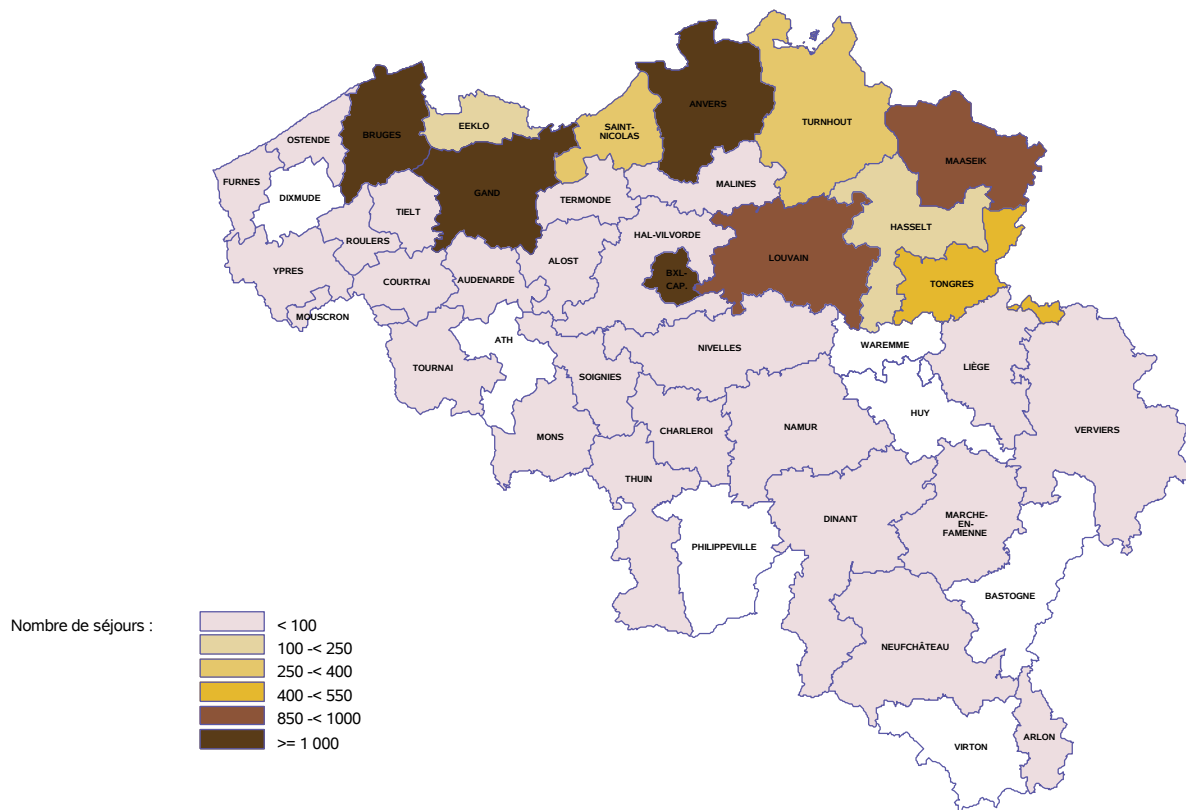 ANVERS
TURNHOUT
EEKLO
SAINT-
NICOLAS
BRUGES
OSTENDE
MAASEIK
FURNES
GAND
MALINES
DIXMUDE
TERMONDE
TIELT
HASSELT
HAL-VILVORDE
ROULERS
LOUVAIN
ALOST
YPRES
BXL-
CAP.
COURTRAI
AUDENARDE
TONGRES
MOUSCRON
ATH
NIVELLES
WAREMME
TOURNAI
SOIGNIES
LIÈGE
HUY
MONS
CHARLEROI
NAMUR
VERVIERS
THUIN
DINANT
MARCHE-
EN-
FAMENNE
PHILIPPEVILLE
BASTOGNE
NEUFCHÂTEAU
ARLON
VIRTON
Nombre de séjours :
< 100
100 -< 250
250 -< 400
400 -< 550
850 -< 1000
>= 1 000